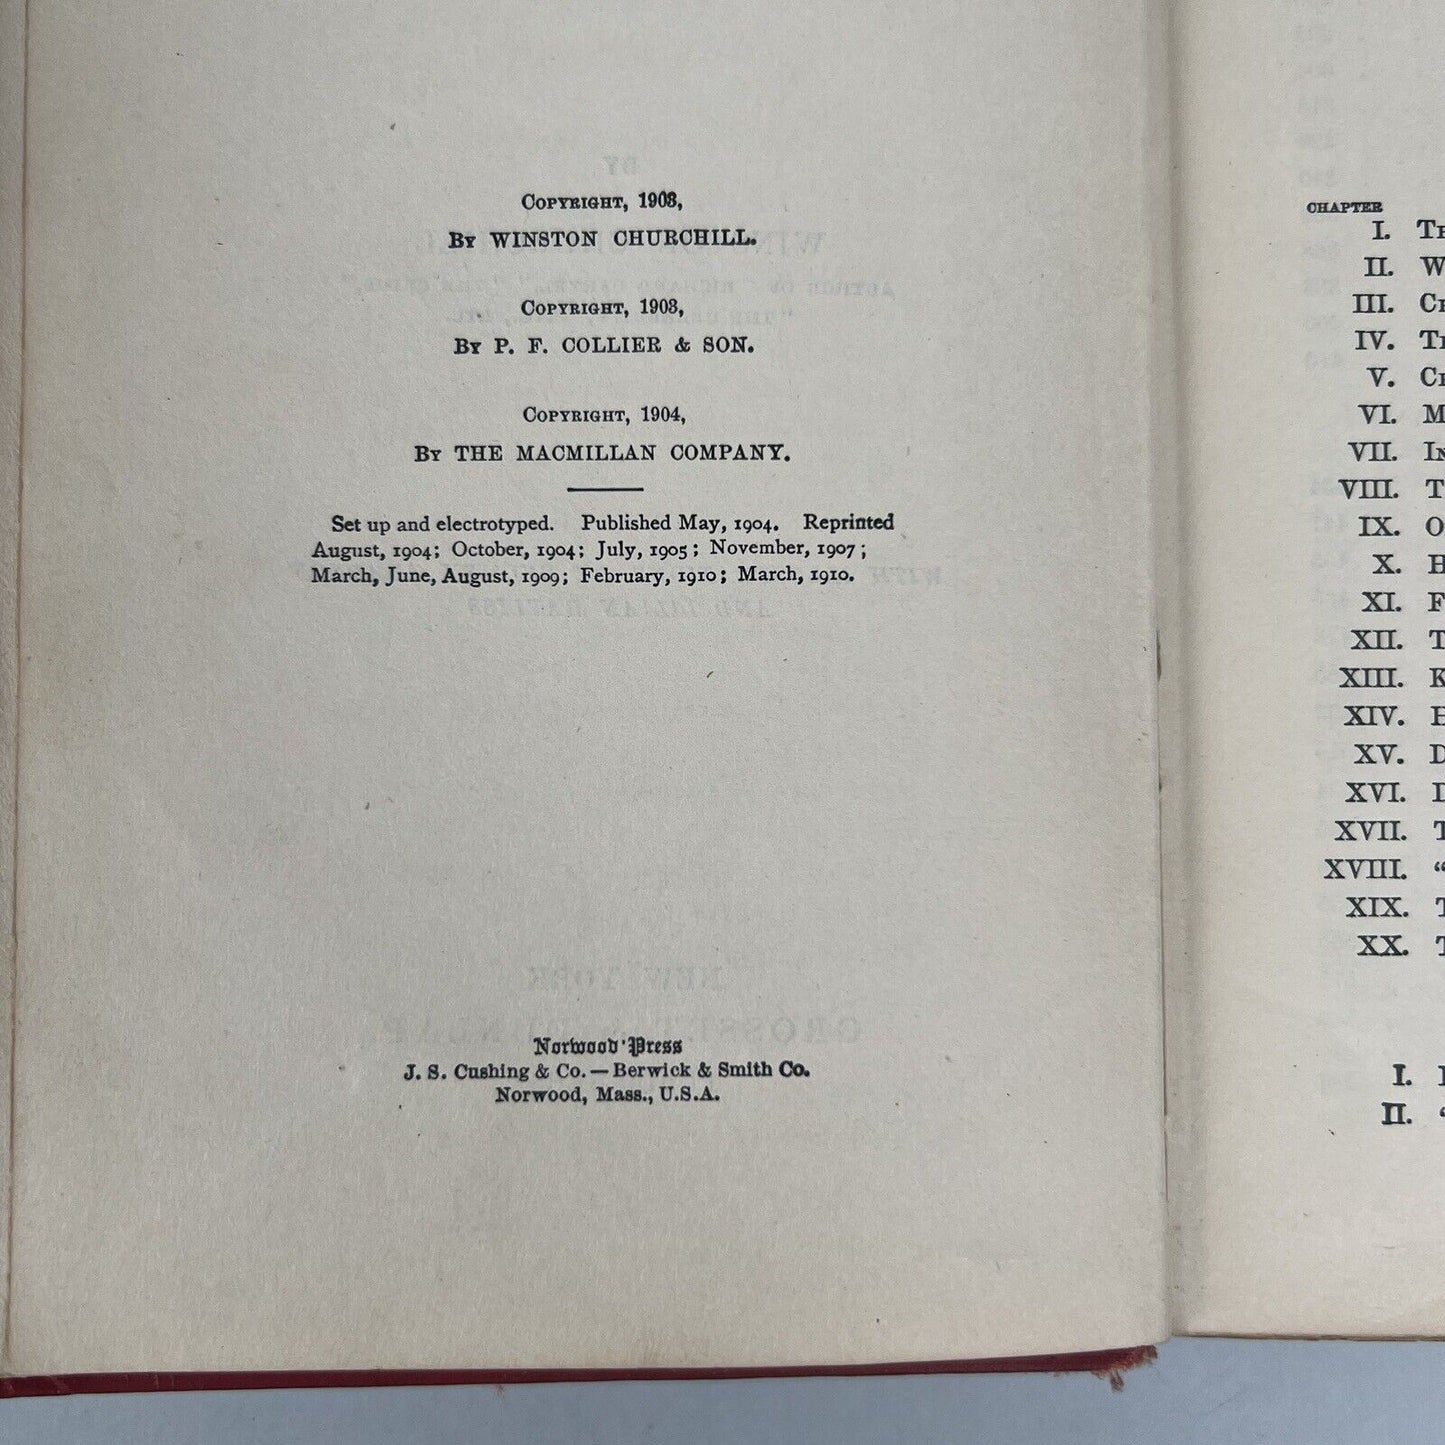 COPYRIGHT, 1903,
BY WINSTON CHURCHILL.
COPYRIGHT, 1903,
BY P. F. COLLIER & SON.
COPYRIGHT, 1904,
BY THE MACMILLAN COMPANY.
Set up and electrotyped. Published May, 1904. Reprinted
August, 1904; October, 1904; July, 1905; November, 1907;
March, June, August, 1909; February, 1910; March, 1910.
Norwood Press
J. S. Cushing & Co. — Berwick & Smith Co.
Norwood, Mass., U.S.A.
CHAPTER
I.
II.
III.
IV.
V.
VI.
VII.
VIII.
IX.
X.
XI.
XII.
XIII.
XIV.
XV.
XVI.
XVII.
XVIII.
XIX.
XX.
I.
II.